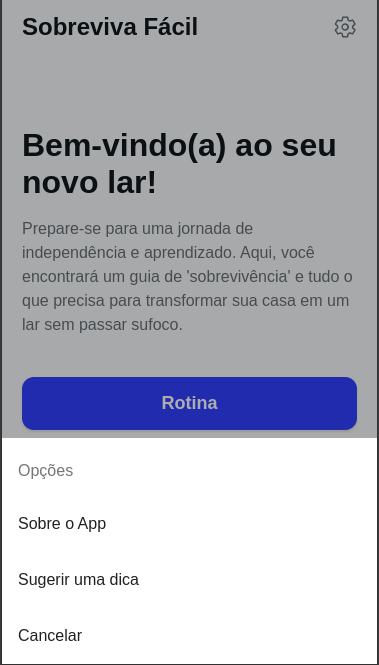 Sobreviva Fácil
Bem-vindo(a) ao seu
novo lar!
Prepare-se para uma jornada de
independência e aprendizado. Aqui, você
encontrará um guia de 'sobrevivência' e tudo o
que precisa para transformar sua casa em um
lar sem passar sufoco.
Rotina
Opções
Sobre o App
Sugerir uma dica
Cancelar